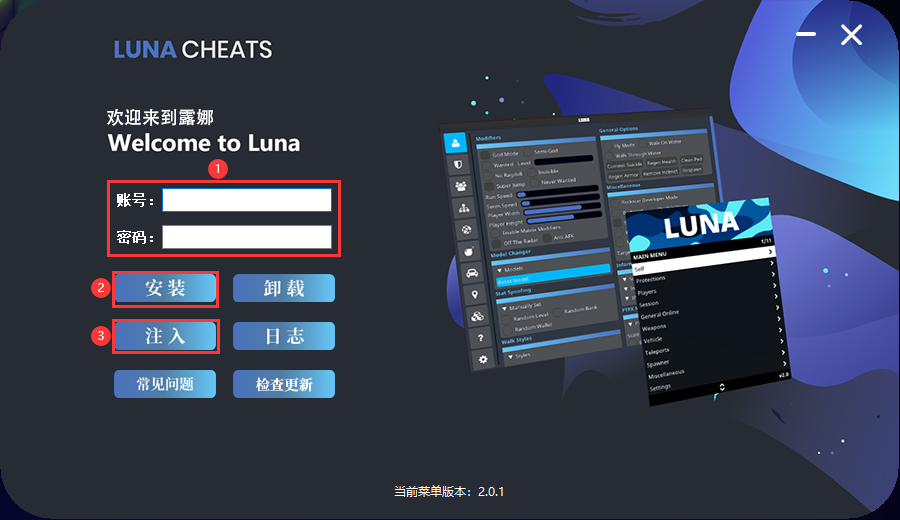 LUNA CHEATS
欢迎来到露娜
Welcome to Luna
1
账号：
密码：
2
安装
卸载
3
注入
日志
常见问题
检查更新
当前菜单版本：2.0.1
LUNA
Modifiers
God Mode
Semi-God
Wanted Level
No Ragdoll
Invisible
Super Jump
Never Wanted
Run Speed
Swim Speed
Player Width
Player Height
Enable Matrix Modifiers
Off The Radar
Anti AFK
Model Changer
Models
Reset Model
Stat Spoofing
Manually Set
Random Level
Random Rank
Random Wallet
Walk Styles
Styles
General Options
Fly Mode
Walk On Water
Walk Through Water
Commit Suicide
Regen Health
Clean Ped
Regen Armor
Remove Helmet
Respawn
Miscellaneous
Rockstar Developer Mode
LUNA
MAIN MENU
1/11
Self
Protections
Players
Session
General Online
Weapons
Vehicle
Teleports
Spawner
Miscellaneous
Settings
v2.0